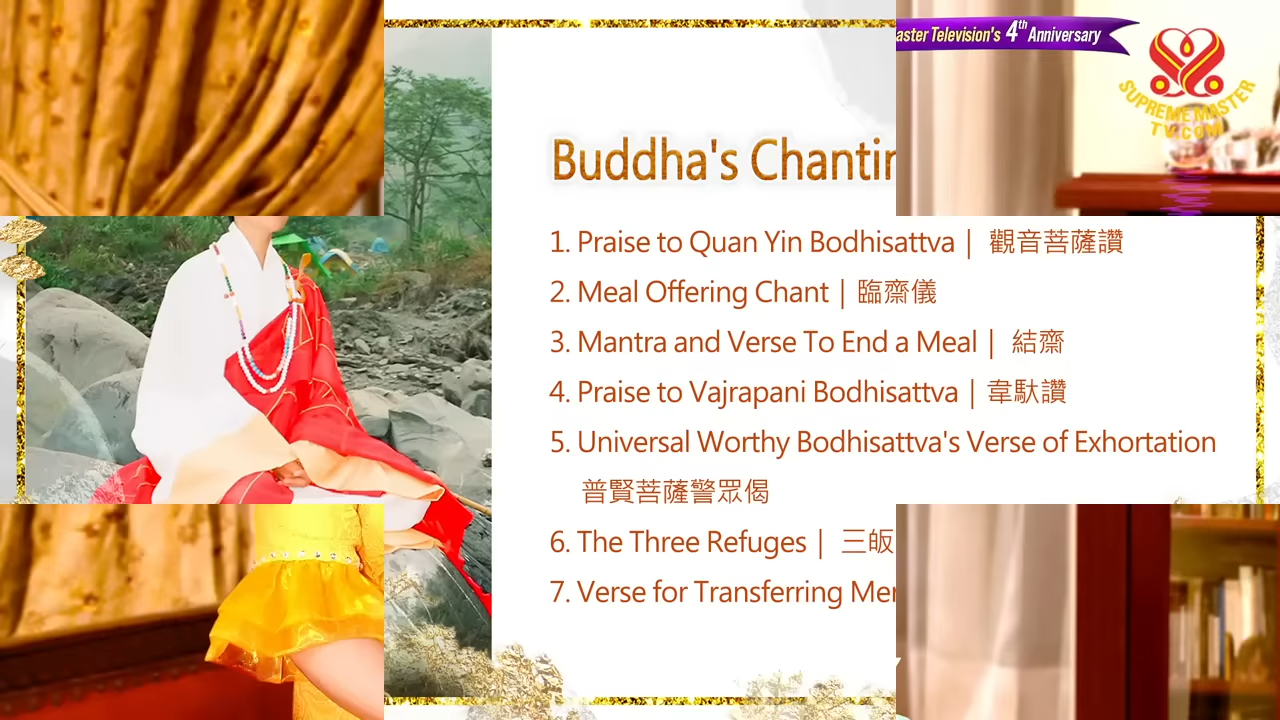 aster Television's 4th Anniversary
SUPREME MASTER
TV.COM
Buddha's Chantin
1. Praise to Quan Yin Bodhisattva | 觀音菩薩讚
2. Meal Offering Chant | 臨齋儀
3. Mantra and Verse To End a Meal | 結齋
4. Praise to Vajrapani Bodhisattva | 韋馱讚
5. Universal Worthy Bodhisattva's Verse of Exhortation
普賢菩薩警眾偈
6. The Three Refuges | 三皈
7. Verse for Transferring Mer